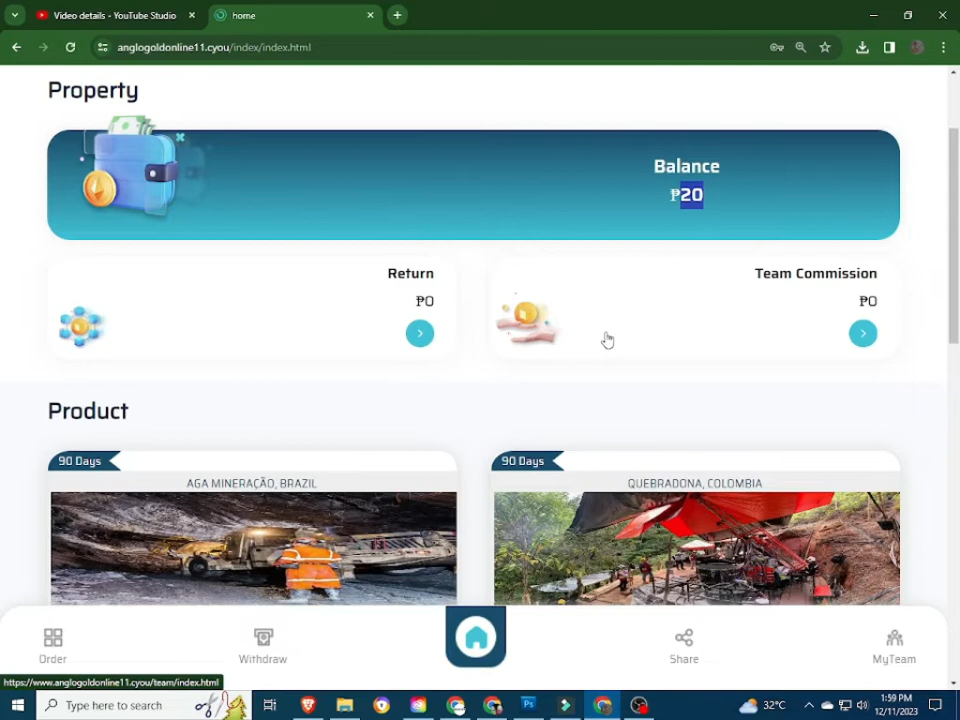 Video details - YouTube Studio
home
anglogoldonline11.cyou/index/index.html
Property
Balance
₱20
Return
₱0
Team Commission
₱0
Product
90 Days
AGA MINERAÇÃO, BRAZIL
90 Days
QUEBRADONA, COLOMBIA
Order
Withdraw
Share
MyTeam
https://www.anglogoldonline11.cyou/team/index.html
Type here to search
32°C
1:59 PM
12/11/2023